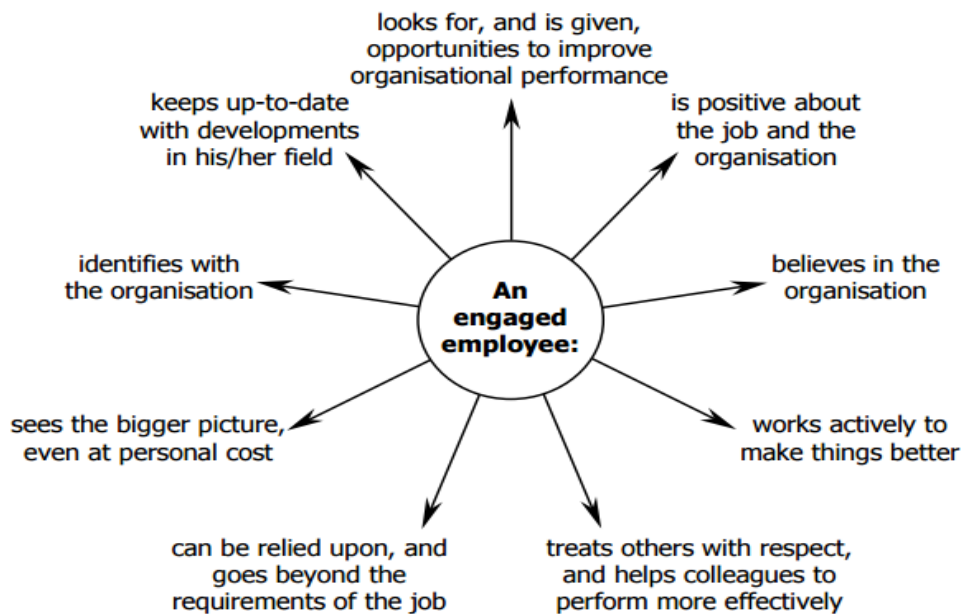 looks for, and is given,
opportunities to improve
organisational performance
is positive about
the job and the
organisation
believes in the
organisation
works actively to
make things better
treats others with respect,
and helps colleagues to
perform more effectively
can be relied upon, and
goes beyond the
requirements of the job
sees the bigger picture,
even at personal cost
identifies with
the organisation
keeps up-to-date
with developments
in his/her field
An
engaged
employee: